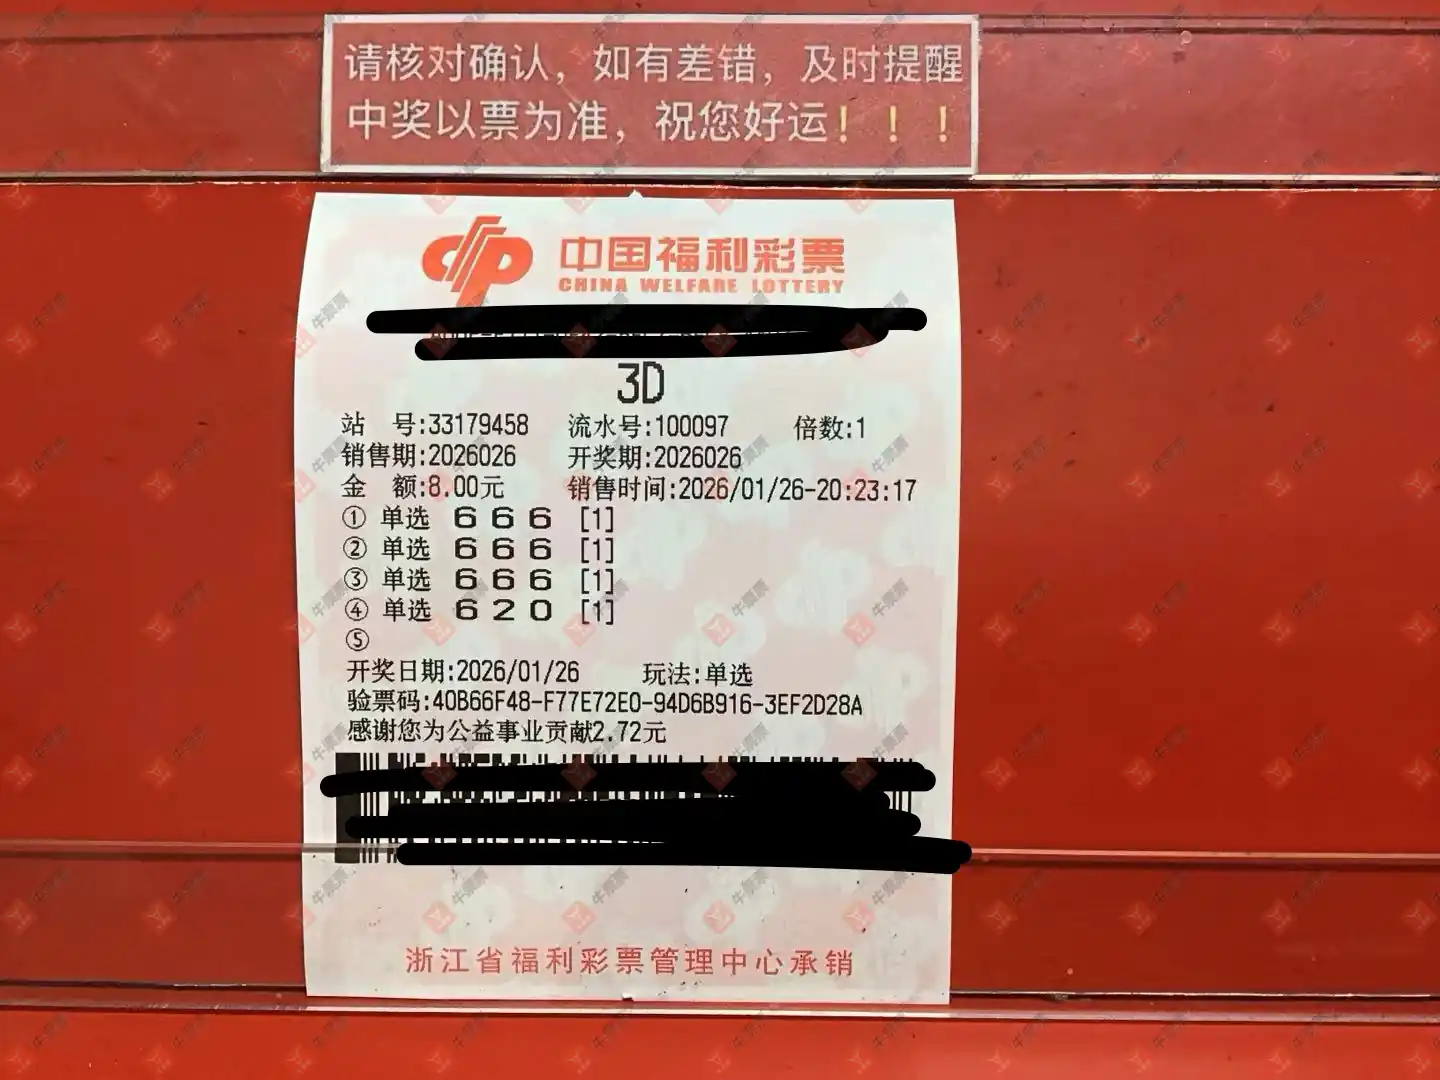 请核对确认，如有差错，及时提醒
中奖以票为准，祝您好运！！！
中国福利彩票
CHINA WELFARE LOTTERY
3D
站 号:33179458 流水号:100097 倍数:1
销售期:2026026 开奖期:2026026
金 额:8.00元 销售时间:2026/01/26-20:23:17
① 单选 6 6 6 [1]
② 单选 6 6 6 [1]
③ 单选 6 6 6 [1]
④ 单选 6 2 0 [1]
⑤
开奖日期:2026/01/26 玩法:单选
验票码:40B66F48-F77E72E0-94D6B916-3EF2D28A
感谢您为公益事业贡献2.72元
浙江省福利彩票管理中心承销
牛票票